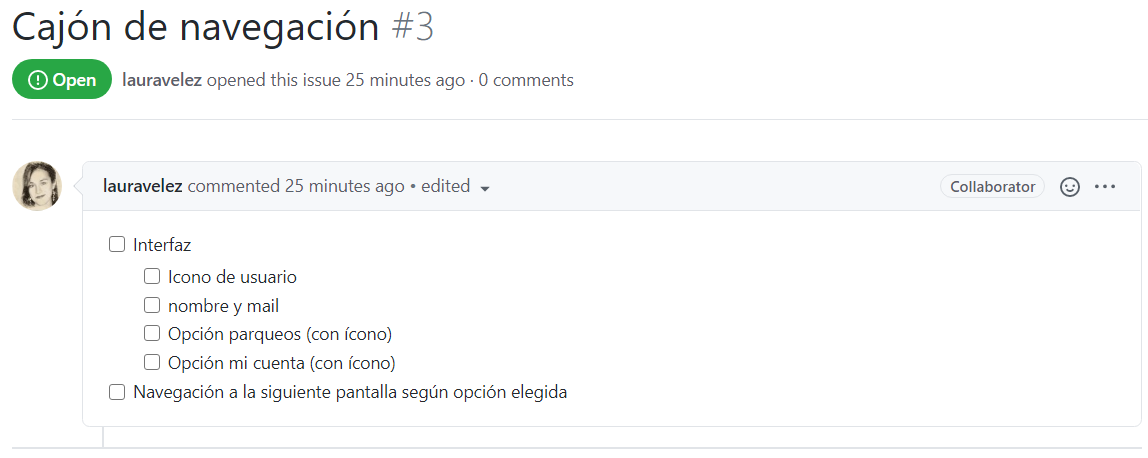 Cajón de navegación #3
Open lauravelez opened this issue 25 minutes ago · 0 comments
lauravelez commented 25 minutes ago • edited Collaborator
Interfaz
Icono de usuario
nombre y mail
Opción parqueos (con ícono)
Opción mi cuenta (con ícono)
Navegación a la siguiente pantalla según opción elegida